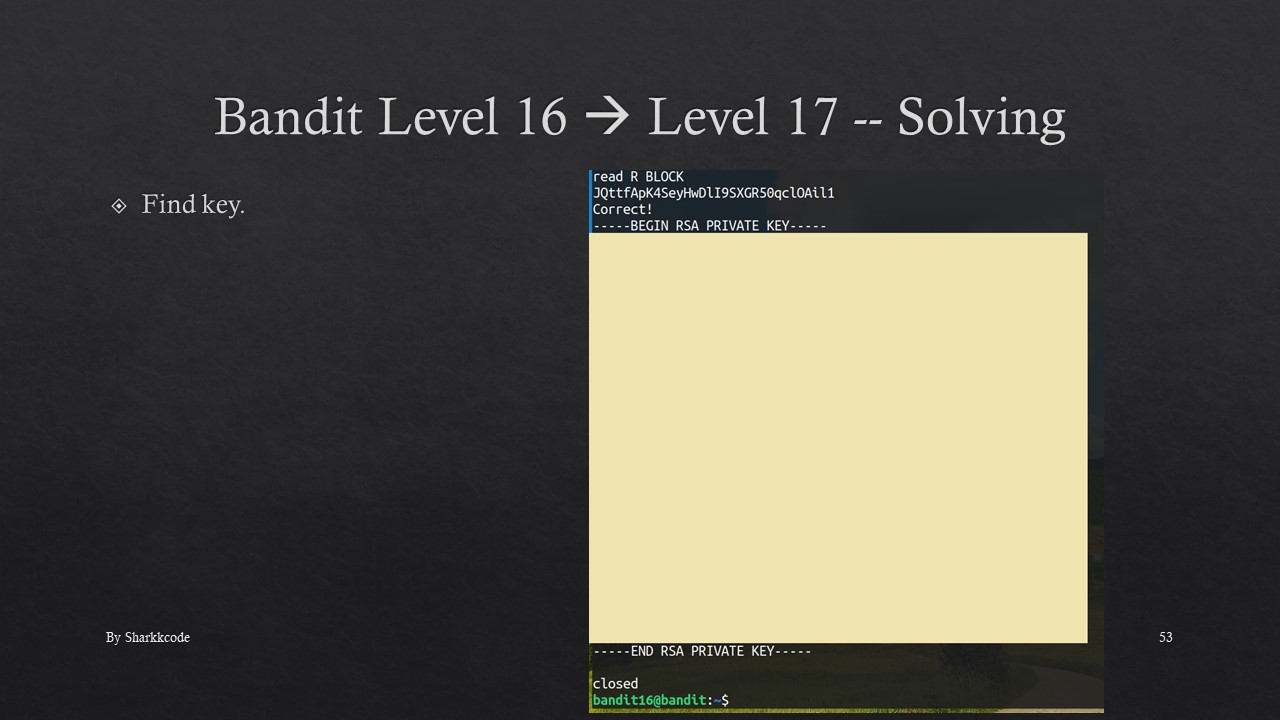 Bandit Level 16 → Level 17 -- Solving
Find key.
read R BLOCK
JQttfApK4SeyHwDlI9SXGR50qclOAil1
Correct!
-----BEGIN RSA PRIVATE KEY-----
-----END RSA PRIVATE KEY-----
closed
bandit16@bandit:~$
By Sharkkcode
53